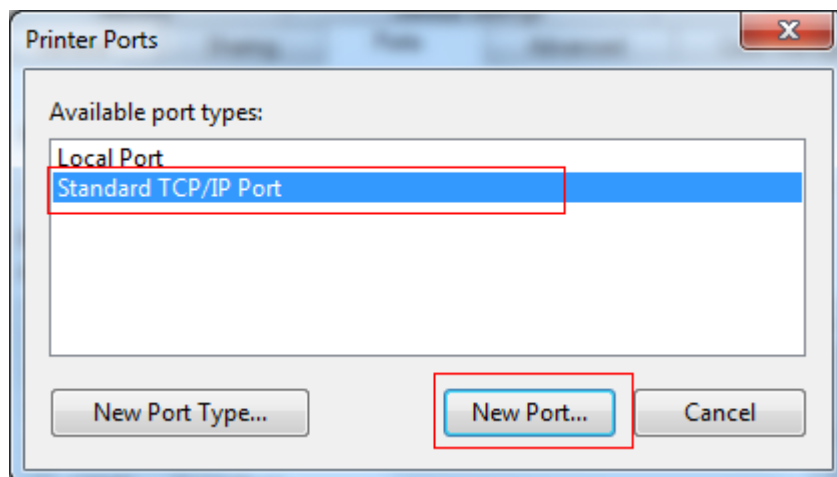 Printer Ports
Available port types:
Local Port
Standard TCP/IP Port
New Port Type... New Port... Cancel